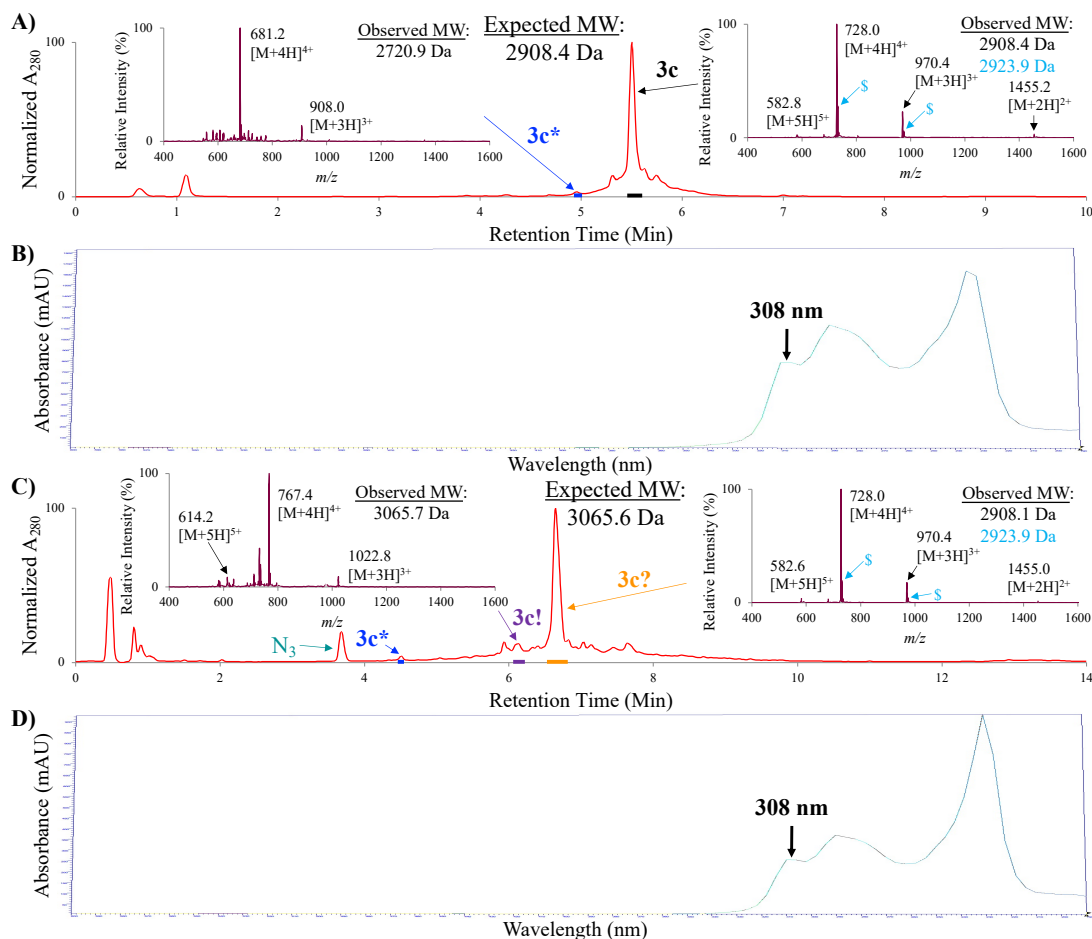 A)
Normalized A280
100
0
0 1 2 3 4 5 6 7 8 9 10
Retention Time (Min)
Relative Intensity (%)
100
0
400 600 800 1000 1200 1400 1600
m/z
681.2
[M+4H]4+
908.0
[M+3H]3+
Observed MW:
2720.9 Da
Expected MW:
2908.4 Da
3c
3c*
Relative Intensity (%)
100
0
400 600 800 1000 1200 1400 1600
m/z
728.0
[M+4H]4+
$
970.4
[M+3H]3+
$
582.8
[M+5H]5+
1455.2
[M+2H]2+
Observed MW:
2908.4 Da
2923.9 Da
B)
Absorbance (mAU)
308 nm
Wavelength (nm)
C)
Normalized A280
100
0
0 2 4 6 8 10 12 14
Retention Time (Min)
Relative Intensity (%)
100
0
400 600 800 1000 1200 1400 1600
m/z
767.4
[M+4H]4+
614.2
[M+5H]5+
1022.8
[M+3H]3+
Observed MW:
3065.7 Da
Expected MW:
3065.6 Da
3c?
3c!
3c*
N3
Relative Intensity (%)
100
0
400 600 800 1000 1200 1400 1600
m/z
728.0
[M+4H]4+
$
970.4
[M+3H]3+
$
582.6
[M+5H]5+
1455.0
[M+2H]2+
Observed MW:
2908.1 Da
2923.9 Da
D)
Absorbance (mAU)
308 nm
Wavelength (nm)